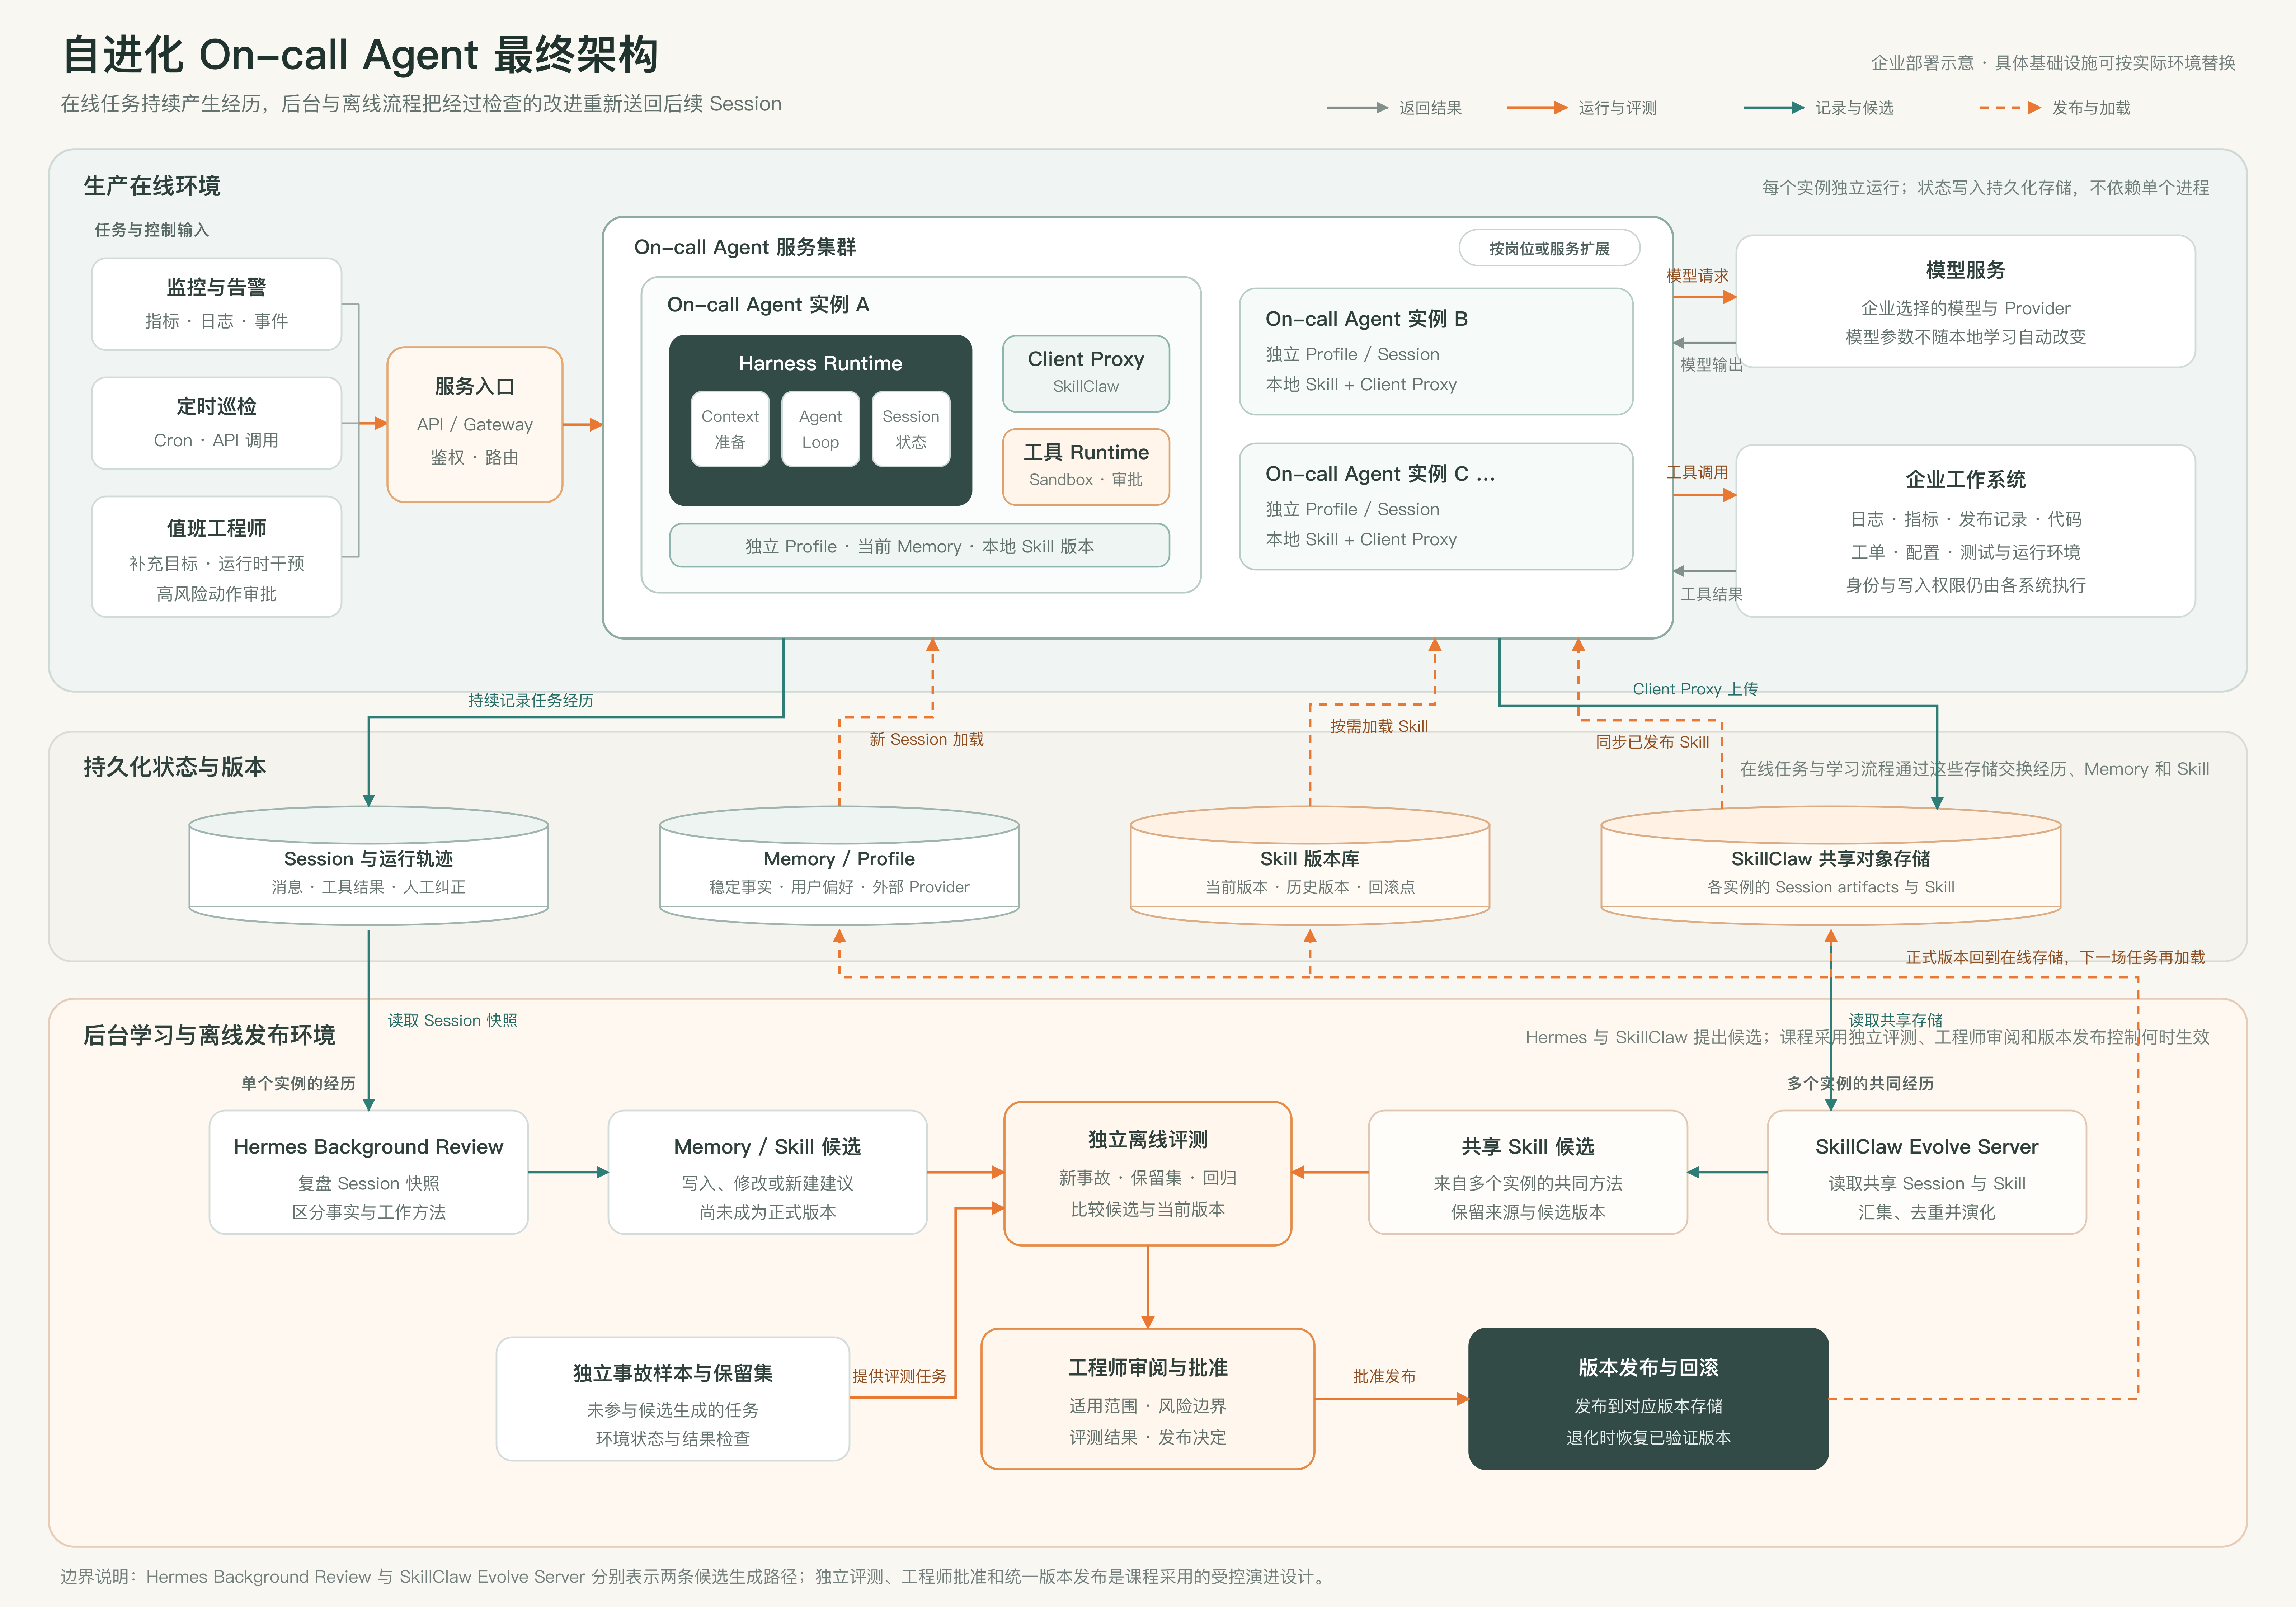 自进化 On-call Agent 最终架构
企业部署示意 · 具体基础设施可按实际环境替换
在线任务持续产生经历，后台与离线流程把经过检查的改进重新送回后续 Session
返回结果
运行与评测
记录与候选
发布与加载
生产在线环境
每个实例独立运行；状态写入持久化存储，不依赖单个进程
任务与控制输入
监控与告警
指标 · 日志 · 事件
定时巡检
Cron · API 调用
值班工程师
补充目标 · 运行时干预
高风险动作审批
服务入口
API / Gateway
鉴权 · 路由
On-call Agent 服务集群
按岗位或服务扩展
On-call Agent 实例 A
Harness Runtime
Context
准备
Agent
Loop
Session
状态
Client Proxy
SkillClaw
工具 Runtime
Sandbox · 审批
独立 Profile · 当前 Memory · 本地 Skill 版本
On-call Agent 实例 B
独立 Profile / Session
本地 Skill + Client Proxy
On-call Agent 实例 C ...
独立 Profile / Session
本地 Skill + Client Proxy
模型请求
模型输出
模型服务
企业选择的模型与 Provider
模型参数不随本地学习自动改变
工具调用
工具结果
企业工作系统
日志 · 指标 · 发布记录 · 代码
工单 · 配置 · 测试与运行环境
身份与写入权限仍由各系统执行
持续记录任务经历
新 Session 加载
按需加载 Skill
Client Proxy 上传
同步已发布 Skill
持久化状态与版本
在线任务与学习流程通过这些存储交换经历、Memory 和 Skill
Session 与运行轨迹
消息 · 工具结果 · 人工纠正
Memory / Profile
稳定事实 · 用户偏好 · 外部 Provider
Skill 版本库
当前版本 · 历史版本 · 回滚点
SkillClaw 共享对象存储
各实例的 Session artifacts 与 Skill
正式版本回到在线存储，下一场任务再加载
后台学习与离线发布环境
读取 Session 快照
读取共享存储
Hermes 与 SkillClaw 提出候选；课程采用独立评测、工程师审阅和版本发布控制何时生效
单个实例的经历
多个实例的共同经历
Hermes Background Review
复盘 Session 快照
区分事实与工作方法
Memory / Skill 候选
写入、修改或新建建议
尚未成为正式版本
独立离线评测
新事故 · 保留集 · 回归
比较候选与当前版本
共享 Skill 候选
来自多个实例的共同方法
保留来源与候选版本
SkillClaw Evolve Server
读取共享 Session 与 Skill
汇集、去重并演化
独立事故样本与保留集
未参与候选生成的任务
环境状态与结果检查
提供评测任务
工程师审阅与批准
适用范围 · 风险边界
评测结果 · 发布决定
批准发布
版本发布与回滚
发布到对应版本存储
退化时恢复已验证版本
边界说明：Hermes Background Review 与 SkillClaw Evolve Server 分别表示两条候选生成路径；独立评测、工程师批准和统一版本发布是课程采用的受控演进设计。